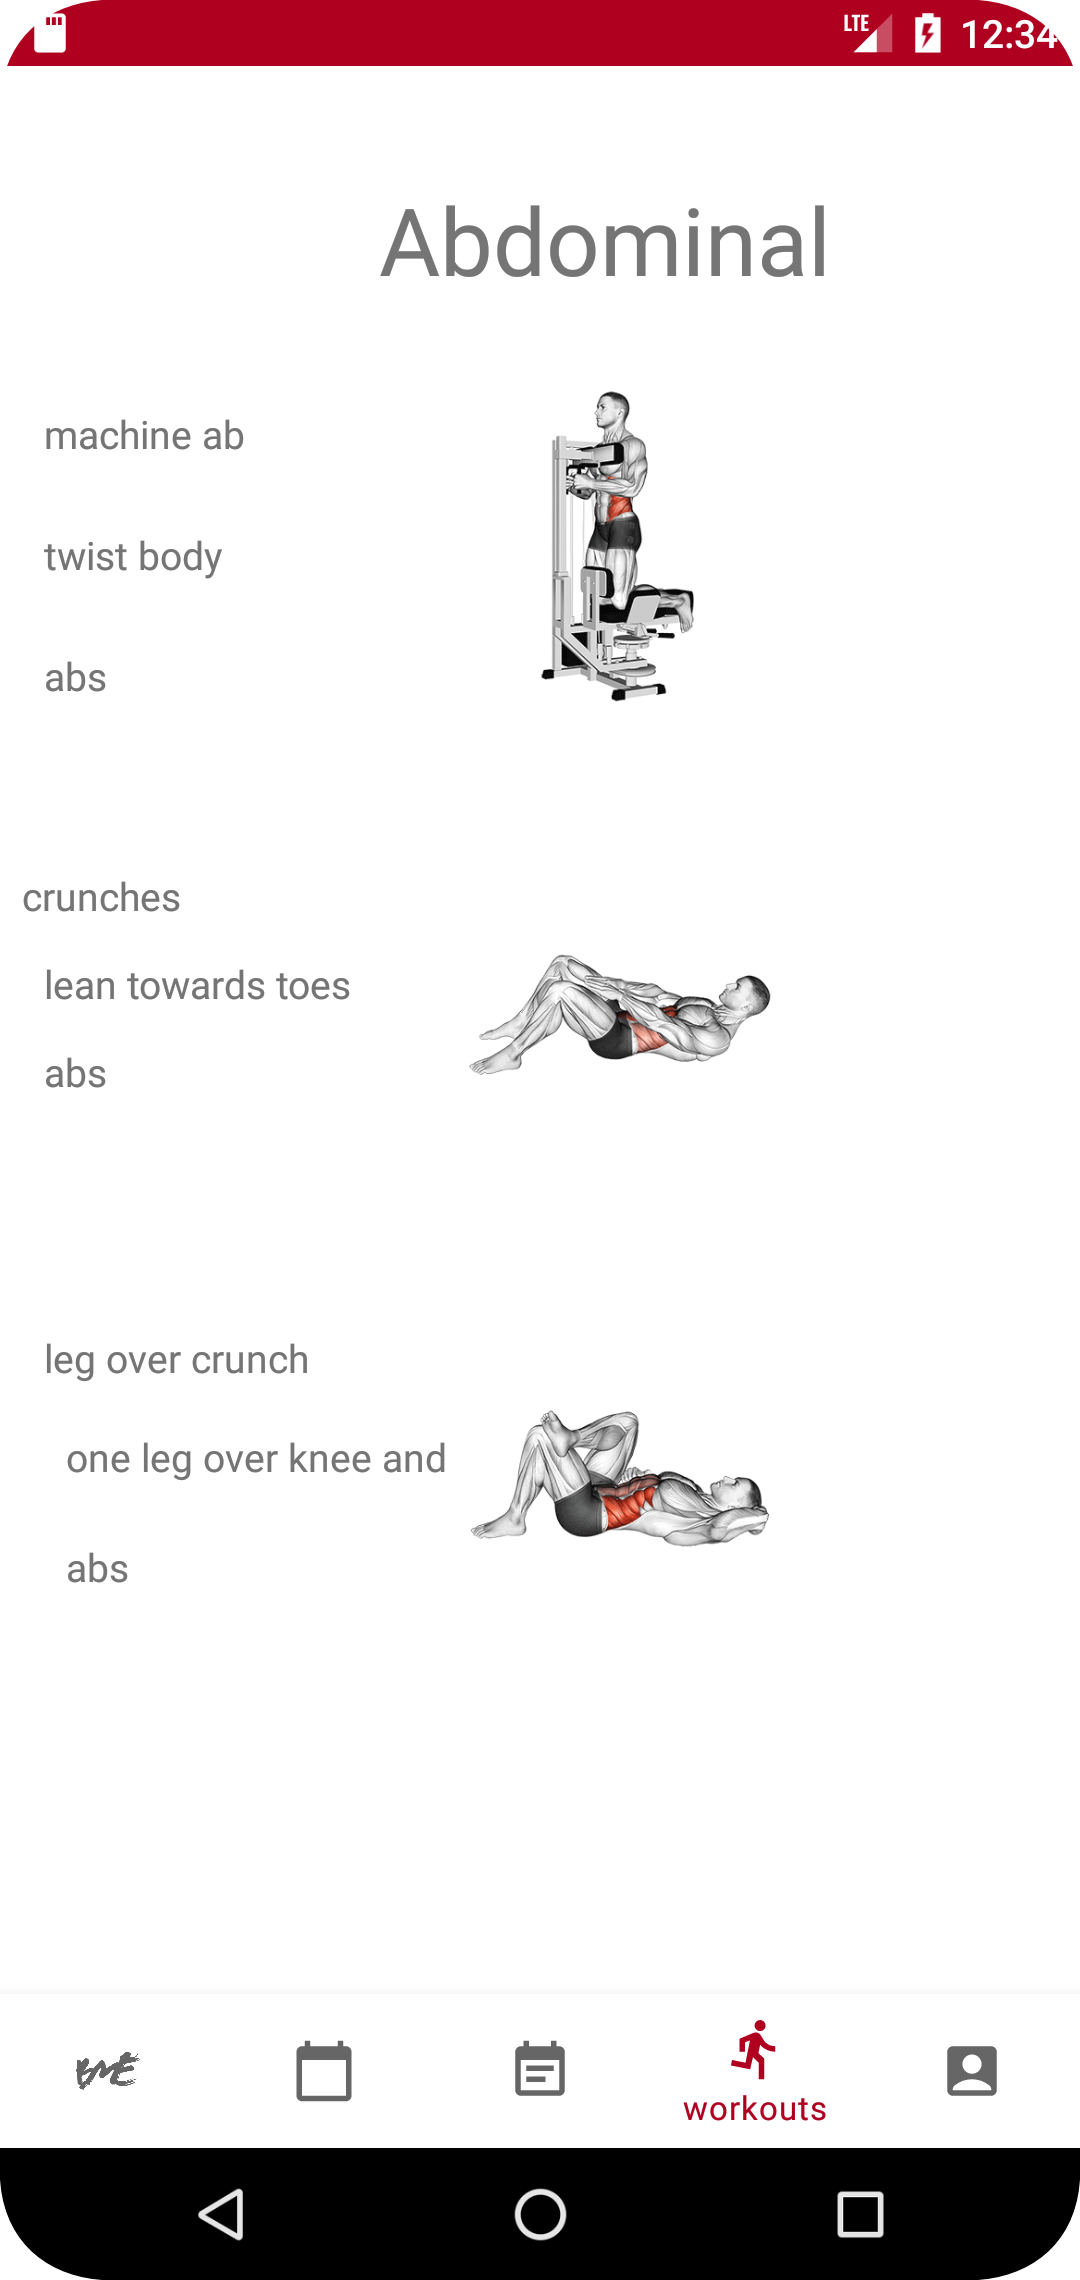 LTE 12:34
Abdominal
machine ab
twist body
abs
crunches
lean towards toes
abs
leg over crunch
one leg over knee and
abs
workouts